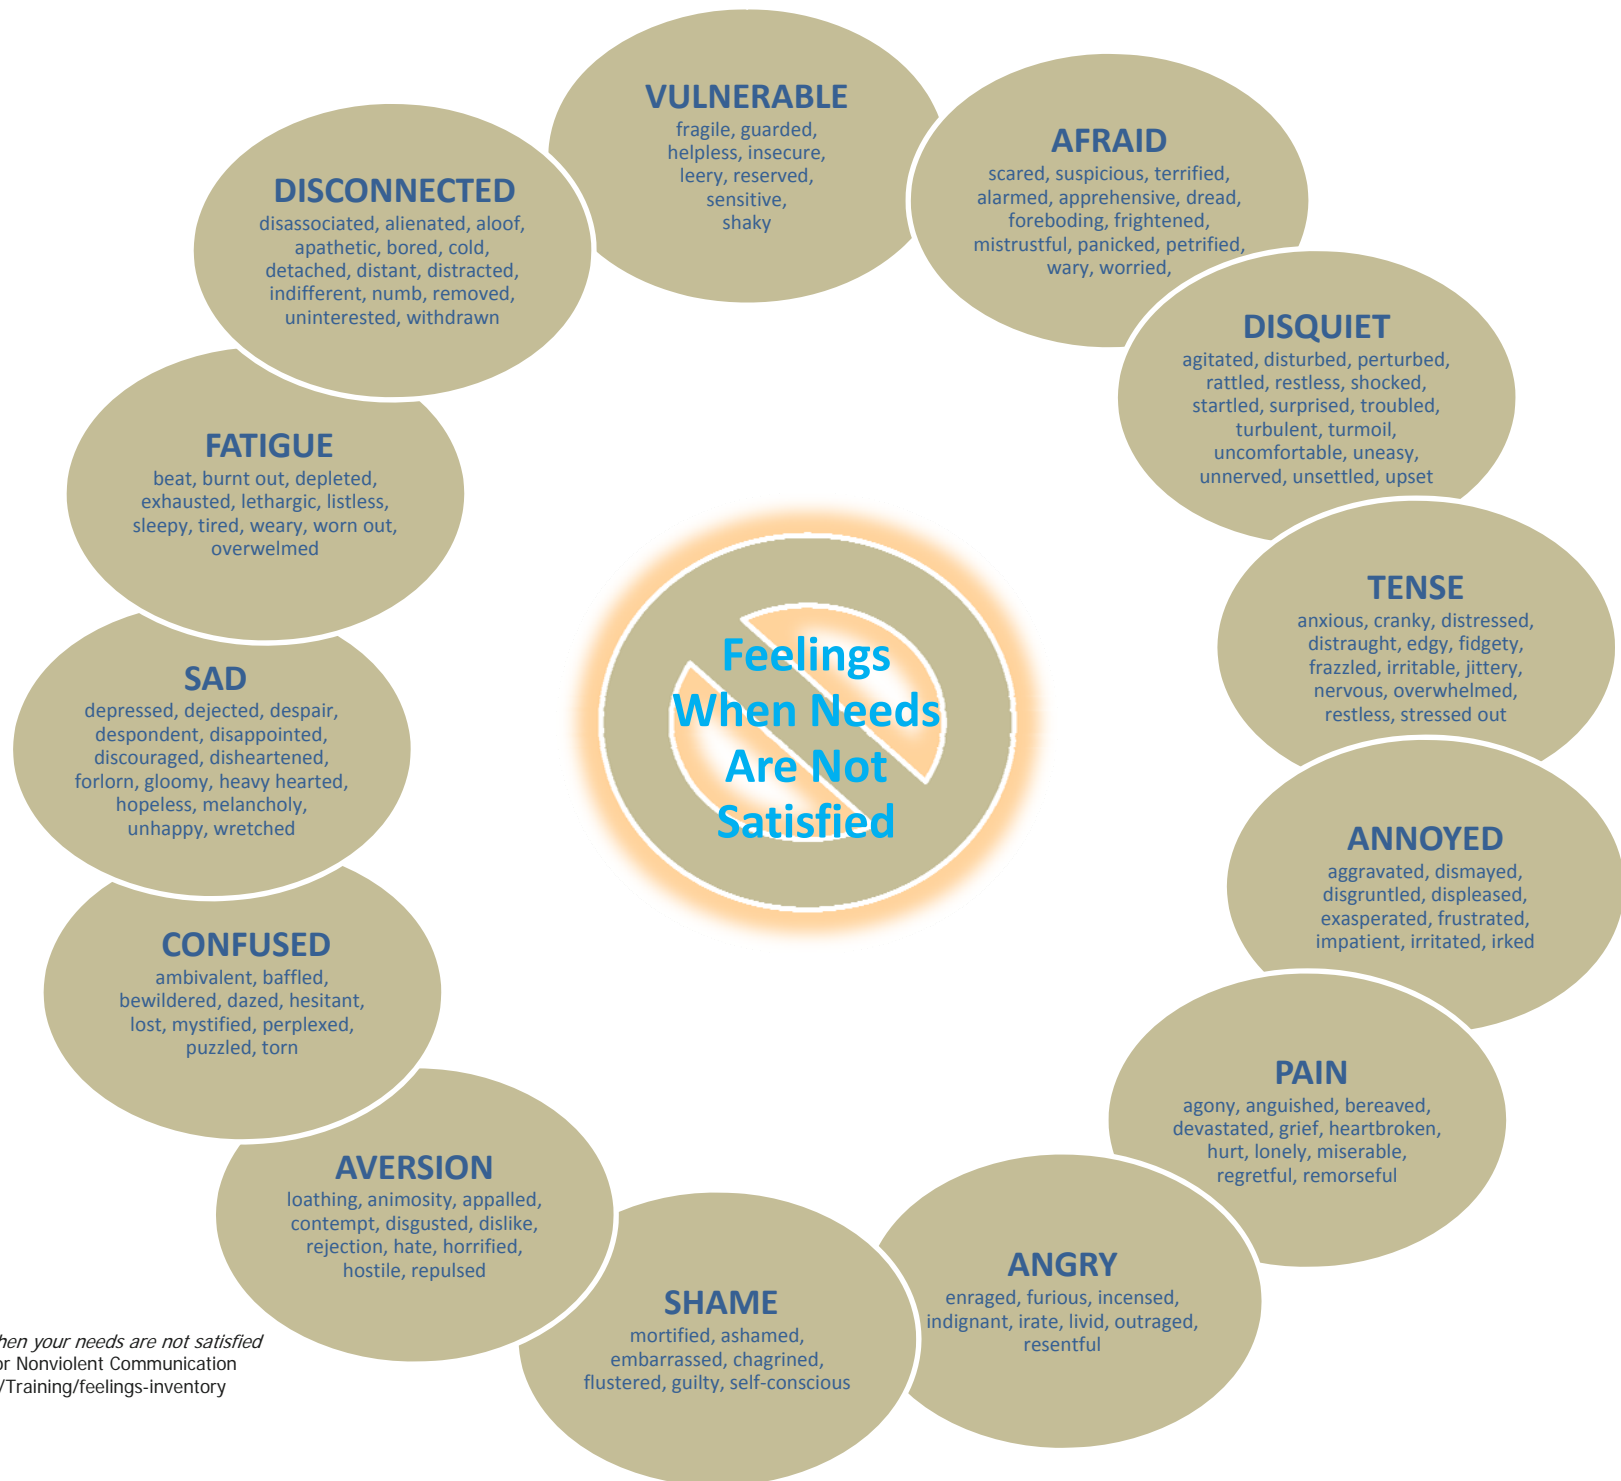 VULNERABLE
fragile, guarded,
helpless, insecure,
leery, reserved,
sensitive,
shaky
AFRAID
scared, suspicious, terrified,
alarmed, apprehensive, dread,
foreboding, frightened,
mistrustful, panicked, petrified,
wary, worried,
DISQUIET
agitated, disturbed, perturbed,
rattled, restless, shocked,
startled, surprised, troubled,
turbulent, turmoil,
uncomfortable, uneasy,
unnerved, unsettled, upset
TENSE
anxious, cranky, distressed,
distraught, edgy, fidgety,
frazzled, irritable, jittery,
nervous, overwhelmed,
restless, stressed out
ANNOYED
aggravated, dismayed,
disgruntled, displeased,
exasperated, frustrated,
impatient, irritated, irked
PAIN
agony, anguished, bereaved,
devastated, grief, heartbroken,
hurt, lonely, miserable,
regretful, remorseful
ANGRY
enraged, furious, incensed,
indignant, irate, livid, outraged,
resentful
SHAME
mortified, ashamed,
embarrassed, chagrined,
flustered, guilty, self-conscious
AVERSION
loathing, animosity, appalled,
contempt, disgusted, dislike,
rejection, hate, horrified,
hostile, repulsed
CONFUSED
ambivalent, baffled,
bewildered, dazed, hesitant,
lost, mystified, perplexed,
puzzled, torn
SAD
depressed, dejected, despair,
despondent, disappointed,
discouraged, disheartened,
forlorn, gloomy, heavy hearted,
hopeless, melancholy,
unhappy, wretched
FATIGUE
beat, burnt out, depleted,
exhausted, lethargic, listless,
sleepy, tired, weary, worn out,
overwelmed
DISCONNECTED
disassociated, alienated, aloof,
apathetic, bored, cold,
detached, distant, distracted,
indifferent, numb, removed,
uninterested, withdrawn
Feelings
When Needs
Are Not
Satisfied
hen your needs are not satisfied
or Nonviolent Communication
/Training/feelings-inventory